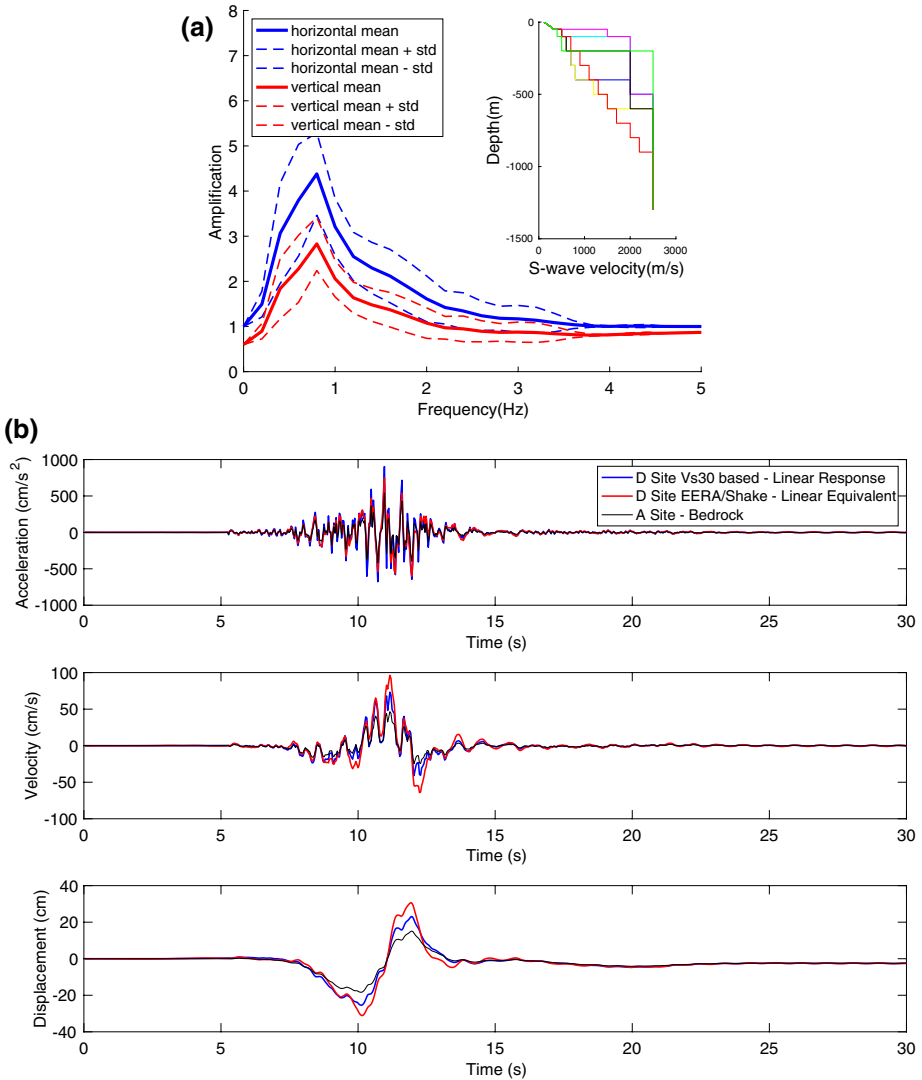 (a)
8
7
6
5
4
3
2
1
0
Amplification
horizontal mean
horizontal mean + std
horizontal mean - std
vertical mean
vertical mean + std
vertical mean - std
0 1 2 3 4 5
Frequency(Hz)
0
-500
-1000
-1500
Depth(m)
0 1000 2000 3000
S-wave velocity(m/s)
(b)
1000
500
0
-500
-1000
Acceleration (cm/s²)
D Site Vs30 based - Linear Response
D Site EERA/Shake - Linear Equivalent
A Site - Bedrock
0 5 10 15 20 25 30
Time (s)
100
50
0
-50
-100
Velocity (cm/s)
0 5 10 15 20 25 30
Time (s)
40
20
0
-20
-40
Displacement (cm)
0 5 10 15 20 25 30
Time (s)